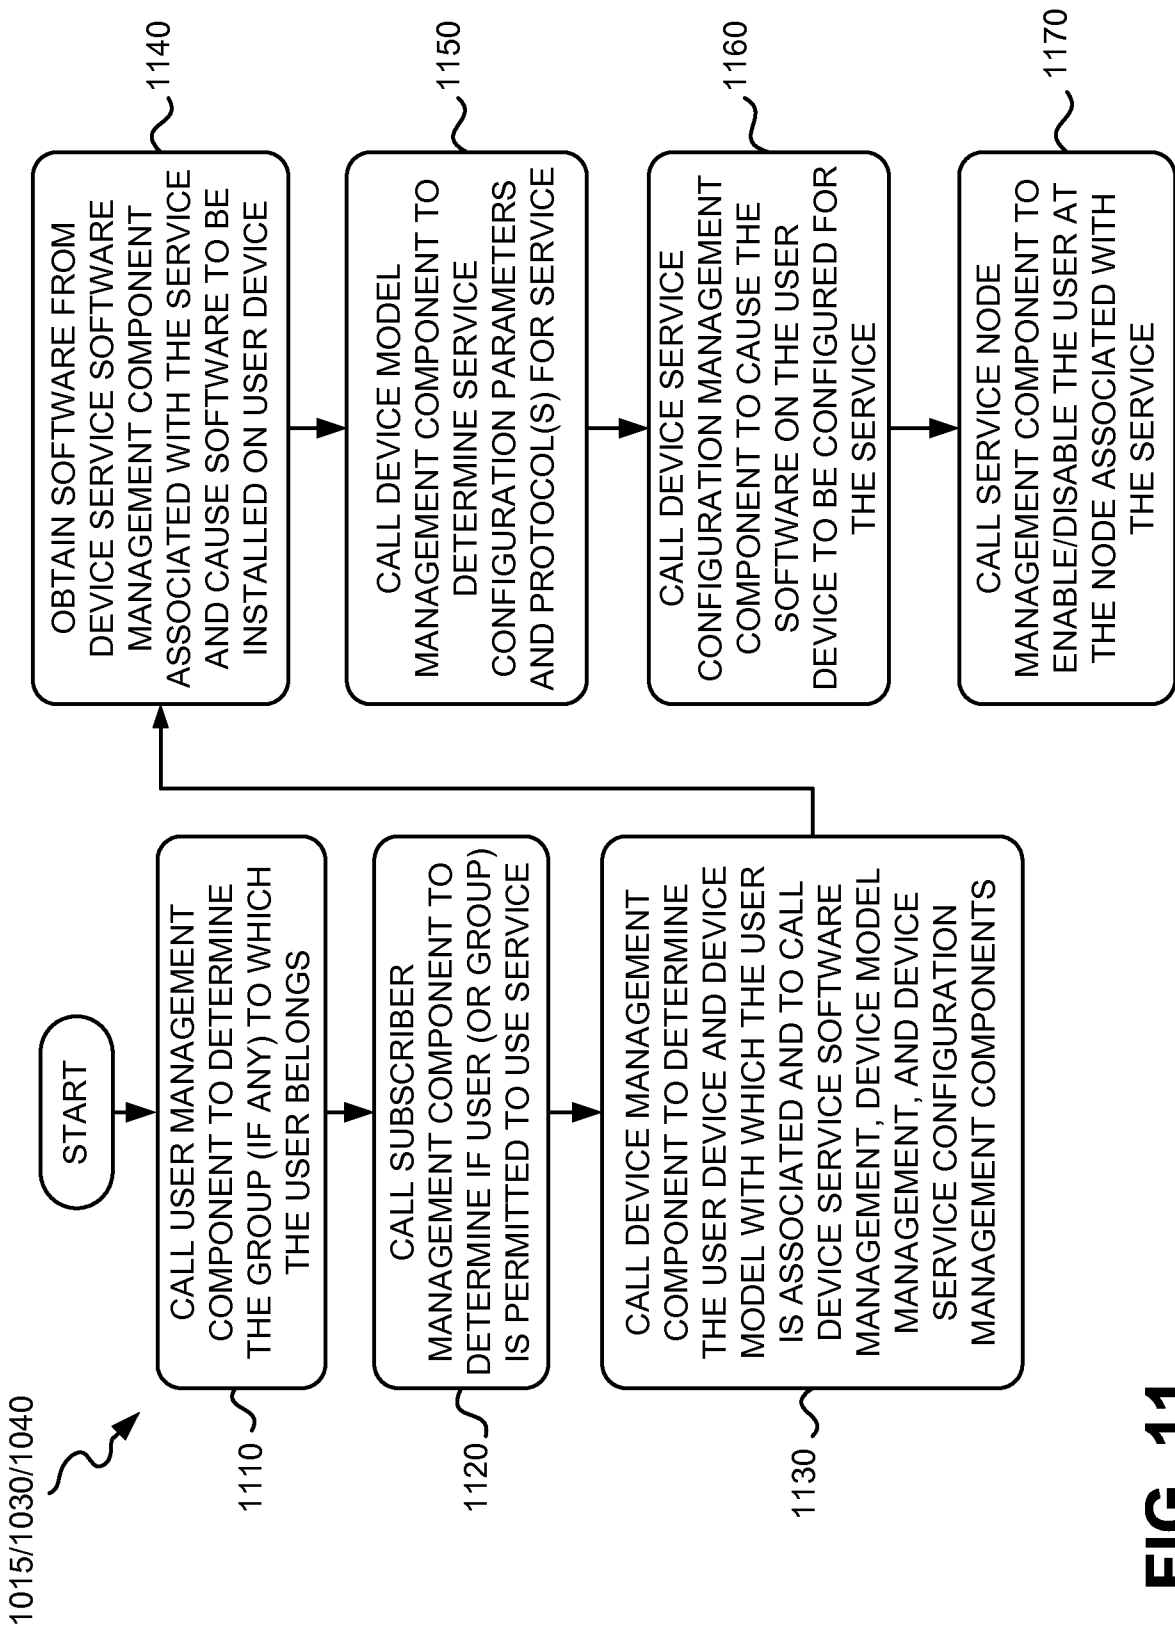 1015/1030/1040
START
CALL USER MANAGEMENT
COMPONENT TO DETERMINE
THE GROUP (IF ANY) TO WHICH
THE USER BELONGS
1110
CALL SUBSCRIBER
MANAGEMENT COMPONENT TO
DETERMINE IF USER (OR GROUP)
IS PERMITTED TO USE SERVICE
1120
CALL DEVICE MANAGEMENT
COMPONENT TO DETERMINE
THE USER DEVICE AND DEVICE
MODEL WITH WHICH THE USER
IS ASSOCIATED AND TO CALL
DEVICE SERVICE SOFTWARE
MANAGEMENT, DEVICE MODEL
MANAGEMENT, AND DEVICE
SERVICE CONFIGURATION
MANAGEMENT COMPONENTS
1130
OBTAIN SOFTWARE FROM
DEVICE SERVICE SOFTWARE
MANAGEMENT COMPONENT
ASSOCIATED WITH THE SERVICE
AND CAUSE SOFTWARE TO BE
INSTALLED ON USER DEVICE
1140
CALL DEVICE MODEL
MANAGEMENT COMPONENT TO
DETERMINE SERVICE
CONFIGURATION PARAMETERS
AND PROTOCOL(S) FOR SERVICE
1150
CALL DEVICE SERVICE
CONFIGURATION MANAGEMENT
COMPONENT TO CAUSE THE
SOFTWARE ON THE USER
DEVICE TO BE CONFIGURED FOR
THE SERVICE
1160
CALL SERVICE NODE
MANAGEMENT COMPONENT TO
ENABLE/DISABLE THE USER AT
THE NODE ASSOCIATED WITH
THE SERVICE
1170
FIG. 11